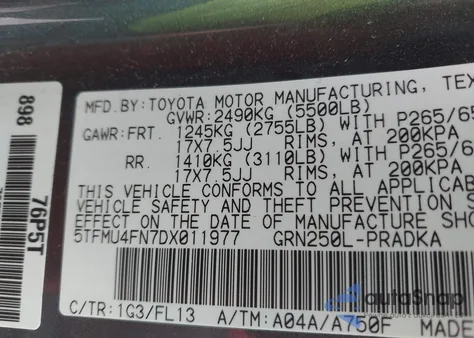 MFD.BY:TOYOTA MOTOR MANUFACTURING, TEX
GVWR:2490KG (5500LB)
GAWR:FRT. 1245KG (2755LB) WITH P265/65
17X7.5JJ RIMS, AT 200KPA
RR. 1410KG (3110LB) WITH P265/6
17X7.5JJ RIMS, AT 200KPA
THIS VEHICLE CONFORMS TO ALL APPLICAB
VEHICLE SAFETY AND THEFT PREVENTION S
EFFECT ON THE DATE OF MANUFACTURE SHO
5TFMU4FN7DX011977 GRN250L-PRADKA
C/TR:1G3/FL13 A/TM:A04A/A750F MADE
898
76P5T
autoSnap